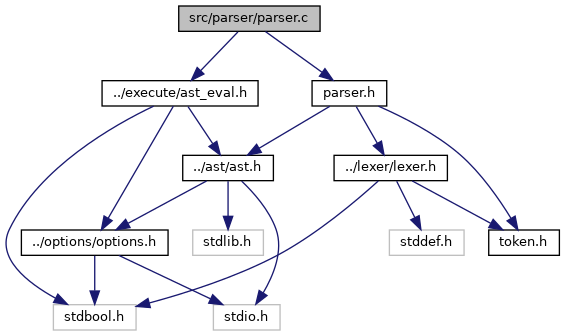 src/parser/parser.c
../execute/ast_eval.h
parser.h
../ast/ast.h
../lexer/lexer.h
../options/options.h
stdlib.h
stddef.h
token.h
stdbool.h
stdio.h